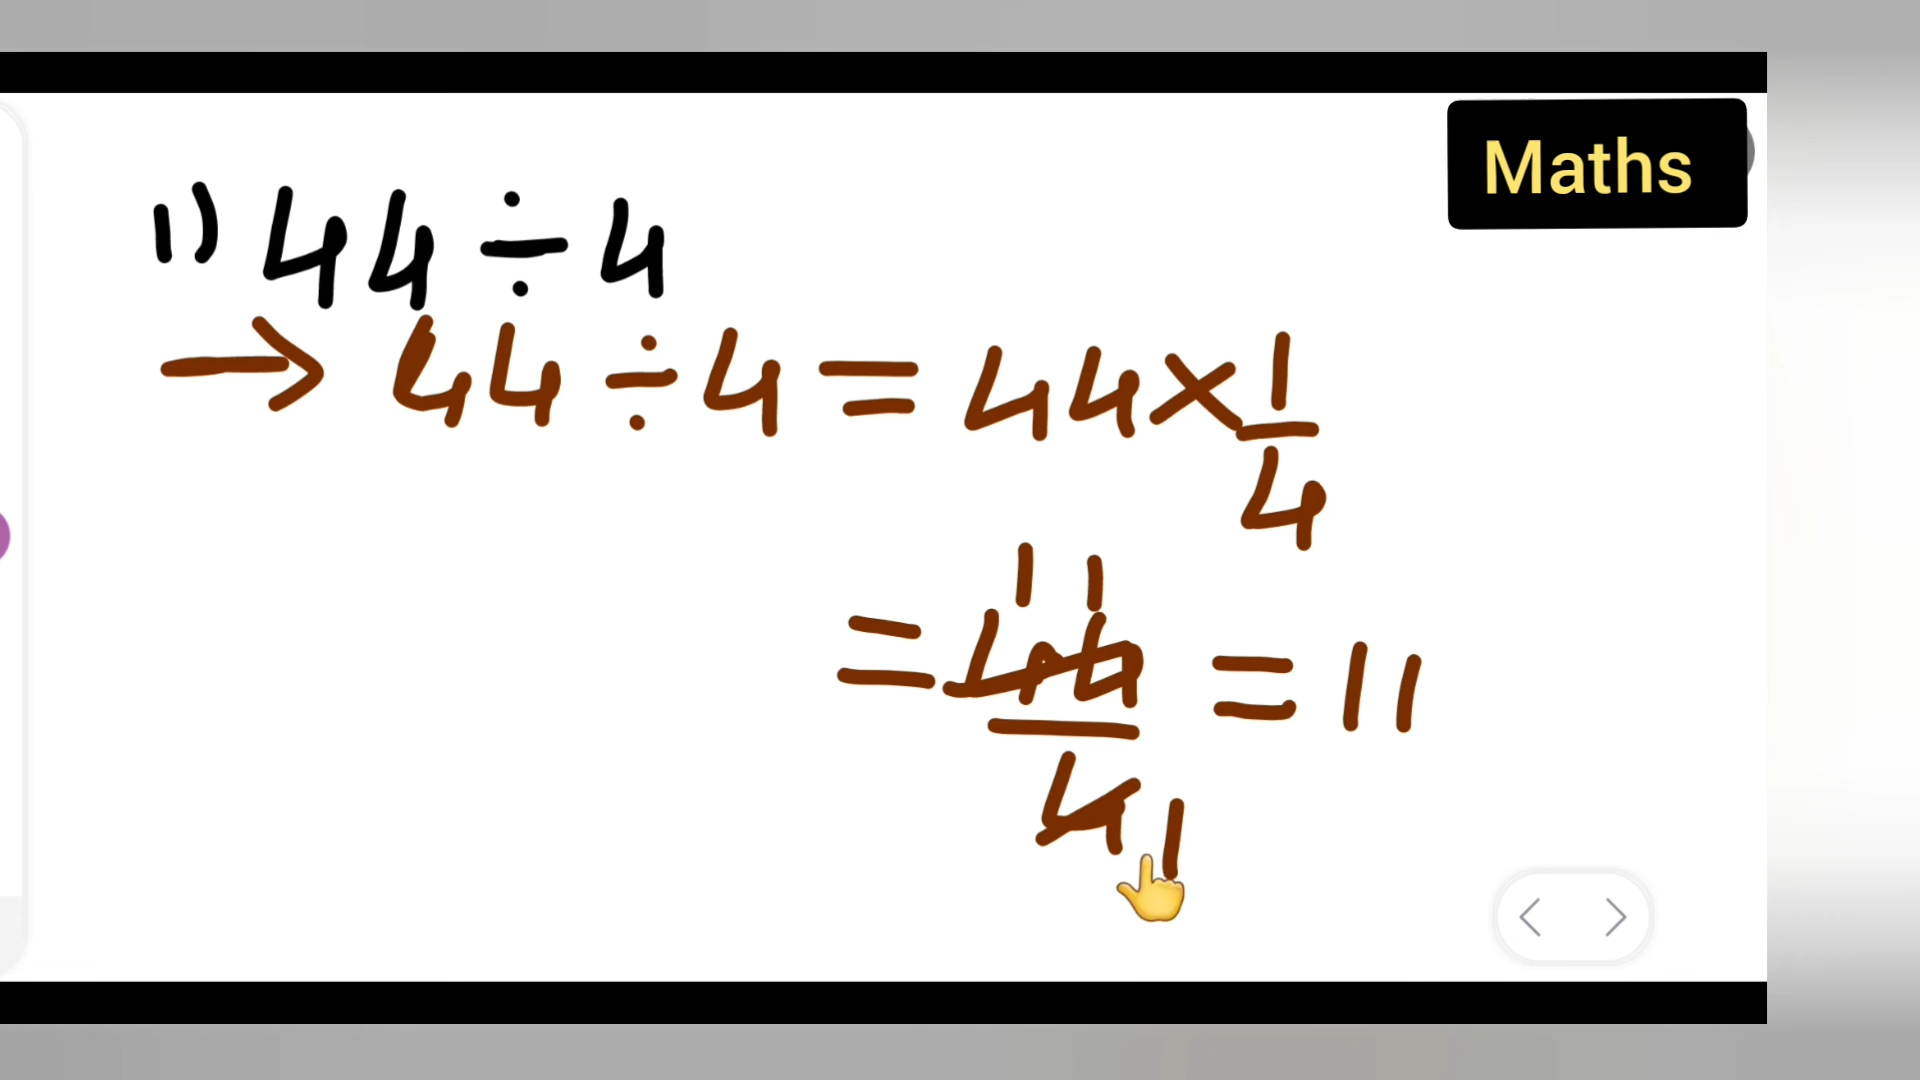 Maths
1) 44 ÷ 4
→ 44 ÷ 4 = 44 × 1/4
= 44/4 = 11
11
1